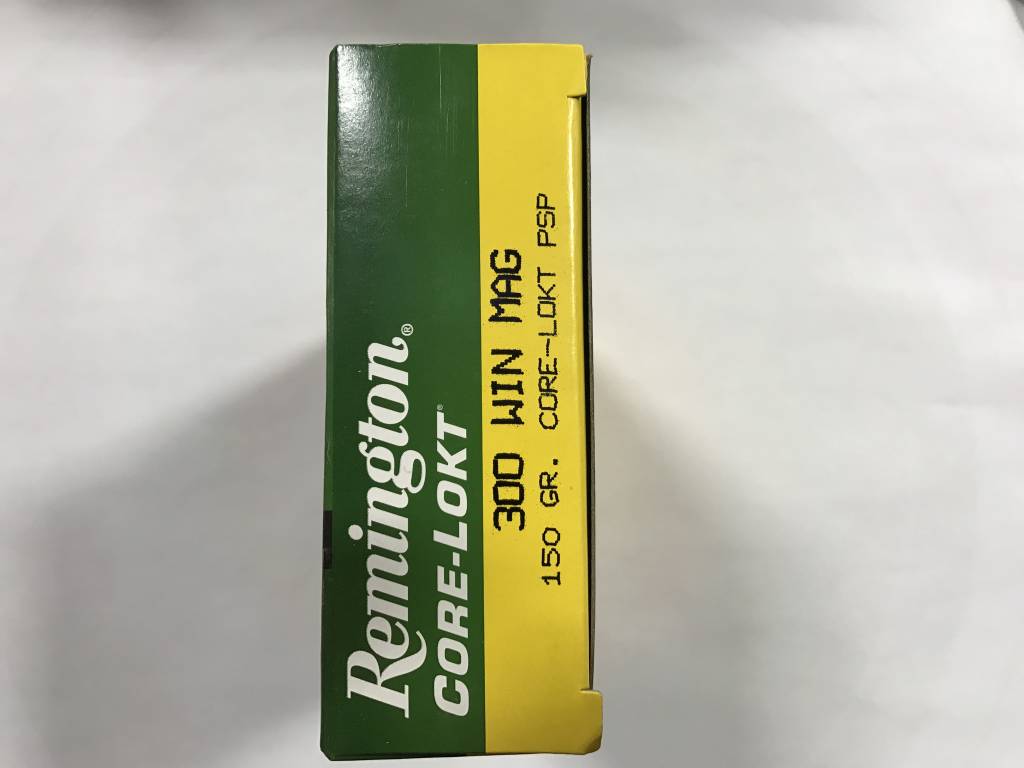 Remington®
CORE-LOKT®
300 WIN MAG
150 GR. CORE-LOKT PSP